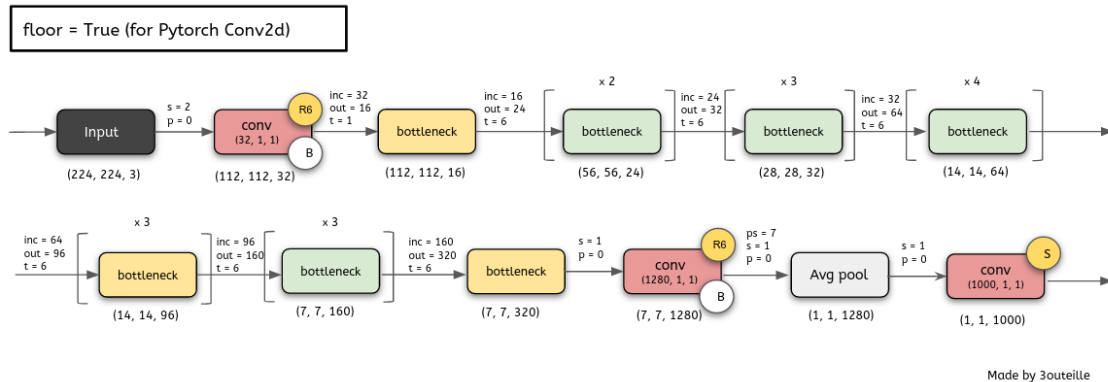 floor = True (for Pytorch Conv2d)
Input
(224, 224, 3)
s = 2
p = 0
conv
(32, 1, 1)
R6
B
(112, 112, 32)
inc = 32
out = 16
t = 1
bottleneck
(112, 112, 16)
inc = 16
out = 24
t = 6
x 2
bottleneck
(56, 56, 24)
inc = 24
out = 32
t = 6
x 3
bottleneck
(28, 28, 32)
inc = 32
out = 64
t = 6
x 4
bottleneck
(14, 14, 64)
inc = 64
out = 96
t = 6
x 3
bottleneck
(14, 14, 96)
inc = 96
out = 160
t = 6
x 3
bottleneck
(7, 7, 160)
inc = 160
out = 320
t = 6
bottleneck
(7, 7, 320)
s = 1
p = 0
conv
(1280, 1, 1)
R6
B
(7, 7, 1280)
ps = 7
s = 1
p = 0
Avg pool
(1, 1, 1280)
s = 1
p = 0
conv
(1000, 1, 1)
S
(1, 1, 1000)
Made by 3outeille